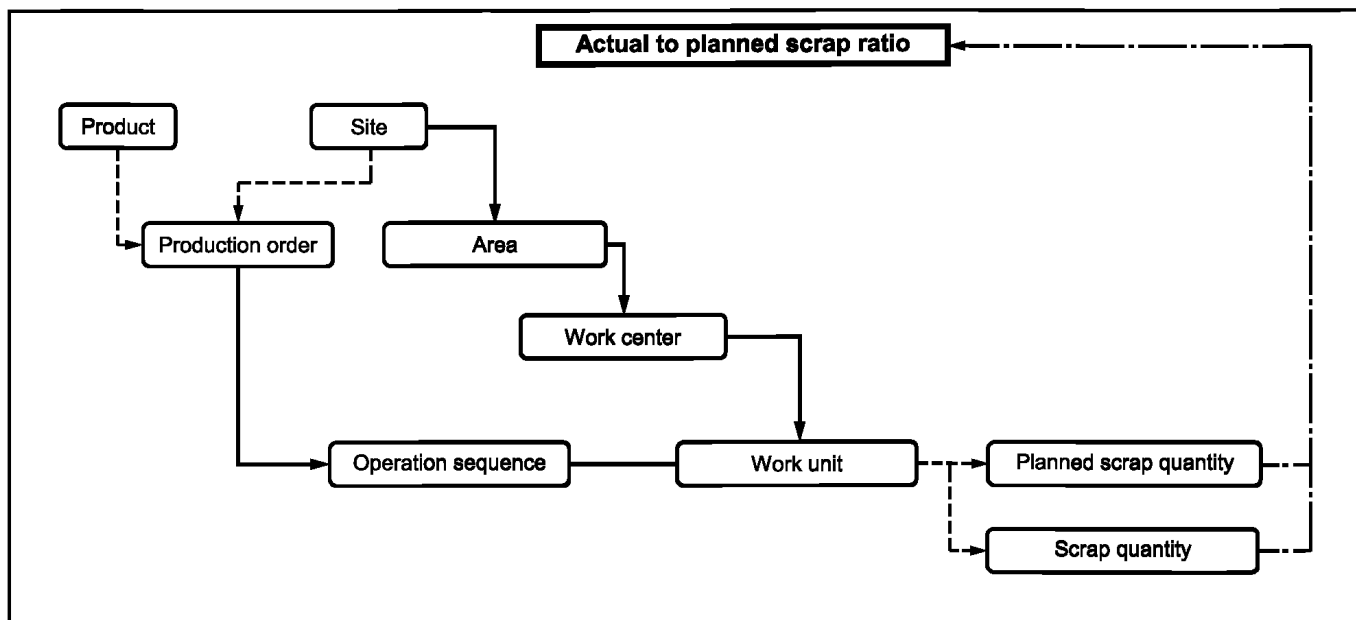 Actual to planned scrap ratio
Product
Site
Production order
Area
Work center
Operation sequence
Work unit
Planned scrap quantity
Scrap quantity